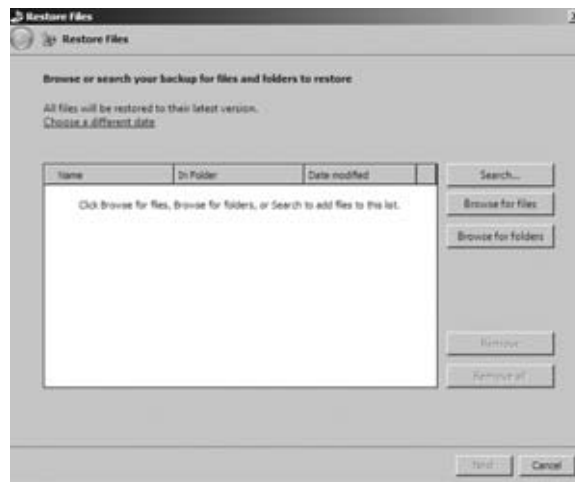 Restore Files
Restore Files
Browse or search your backup for files and folders to restore
All files will be restored to their latest version.
Choose a different date
Name In Folder Date modified
Click Browse for files, Browse for folders, or Search to add files to this list.
Search...
Browse for files
Browse for folders
Remove
Remove all
Next Cancel